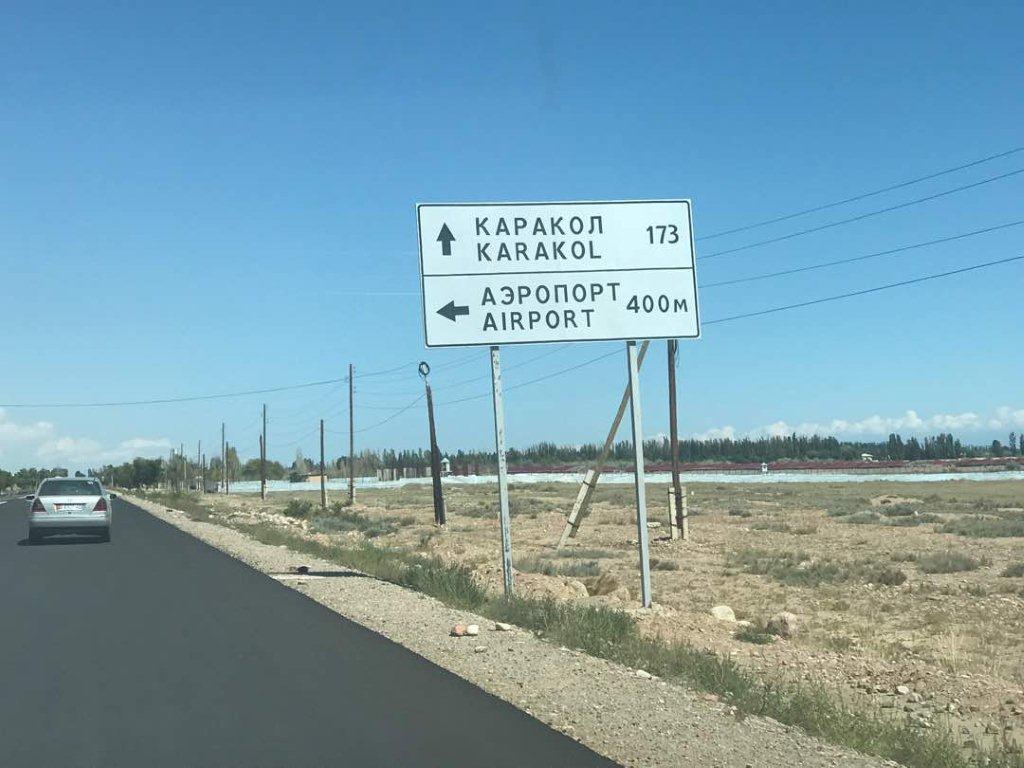 КАРАКОЛ 173
KARAKOL
АЭРОПОРТ 400м
AIRPORT